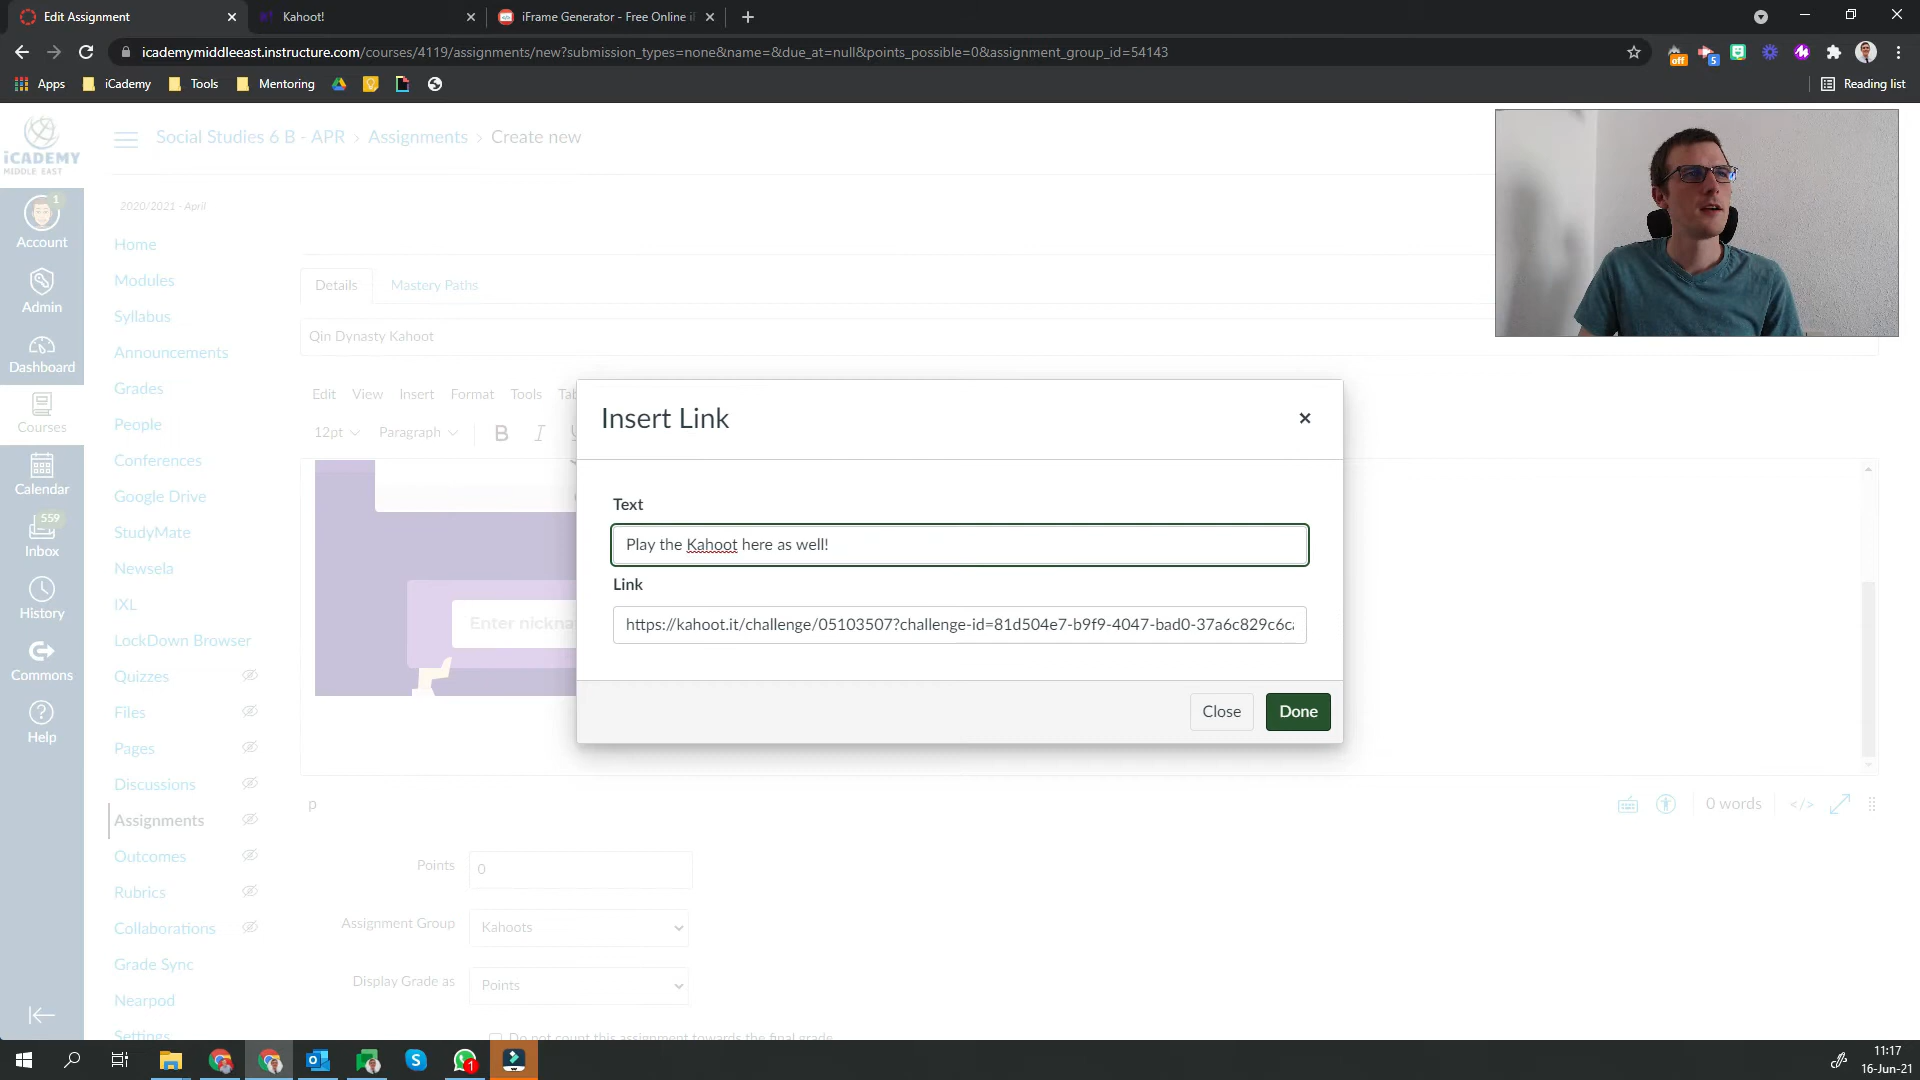 Edit Assignment
Kahoot!
iFrame Generator - Free Online i
icademymiddleeast.instructure.com/courses/4119/assignments/new?submission_types=none&name=&due_at=null&points_possible=0&assignment_group_id=54143
off
5
Apps
iCademy
Tools
Mentoring
Reading list
iCADEMY
MIDDLE EAST
Social Studies 6 B - APR > Assignments > Create new
1
Account
Admin
Dashboard
Courses
Calendar
559
Inbox
History
Commons
Help
2020/2021 - April
Home
Modules
Syllabus
Announcements
Grades
People
Conferences
Google Drive
StudyMate
Newsela
IXL
LockDown Browser
Quizzes
Files
Pages
Discussions
Assignments
Outcomes
Rubrics
Collaborations
Grade Sync
Nearpod
Settings
Details
Mastery Paths
Qin Dynasty Kahoot
Edit View Insert Format Tools Tab
12pt Paragraph B I U
Enter nickna
Insert Link
Text
Play the Kahoot here as well!
Link
https://kahoot.it/challenge/05103507?challenge-id=81d504e7-b9f9-4047-bad0-37a6c829c6ca
Close
Done
p
0 words
</>
Points
0
Assignment Group
Kahoots
Display Grade as
Points
Do not count this assignment towards the final grade
1
11:17
16-Jun-21